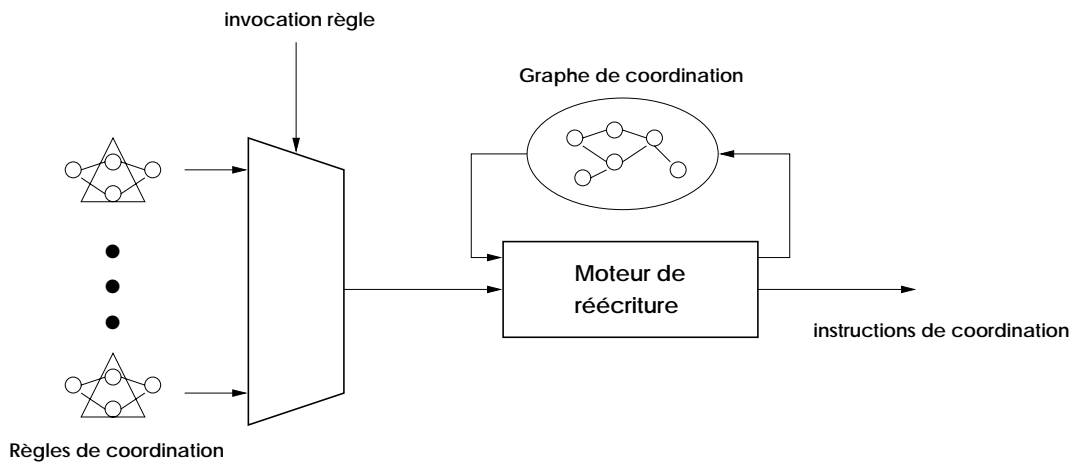 invocation règle
Graphe de coordination
Moteur de
réécriture
instructions de coordination
Règles de coordination